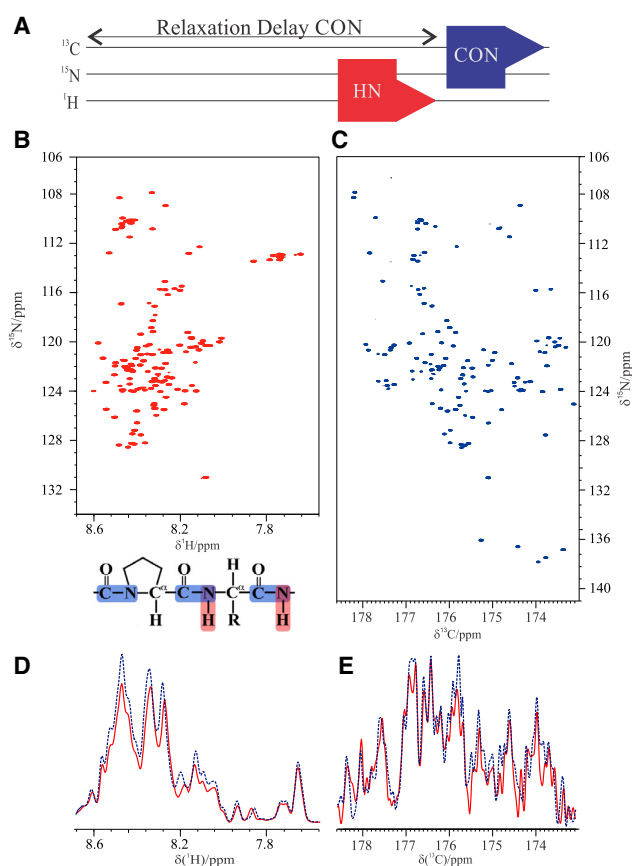 A
Relaxation Delay CON
¹³C
¹⁵N
¹H
HN
CON
B
106
108
112
116
120
124
128
132
δ¹⁵N/ppm
8.6
8.2
7.8
δ¹H/ppm
C
106
108
112
116
120
124
128
132
136
140
141
δ¹⁵N/ppm
178
177
176
175
174
δ¹³C/ppm
O
C
N
Cα
H
O
C
N
H
H
Cα
R
O
C
N
H
D
8.6
8.2
7.8
δ(¹H)/ppm
E
178
177
176
175
174
δ(¹³C)/ppm